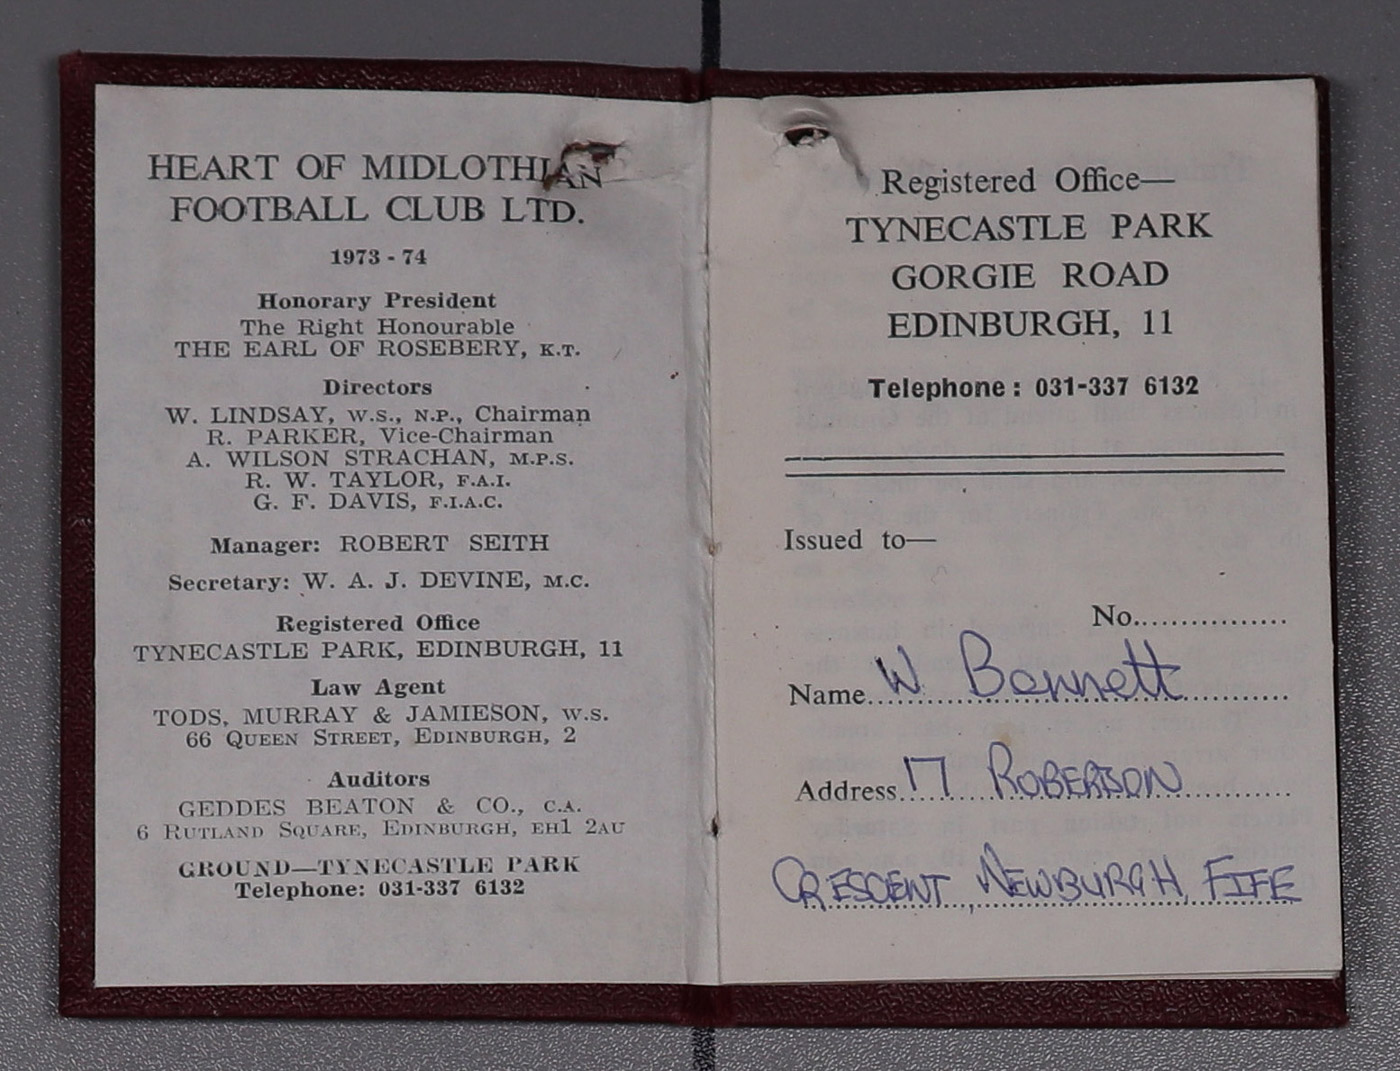 HEART OF MIDLOTHIAN
FOOTBALL CLUB LTD.
1973 - 74
Honorary President
The Right Honourable
THE EARL OF ROSEBERY, K.T.
Directors
W. LINDSAY, W.S., N.P., Chairman
R. PARKER, Vice-Chairman
A. WILSON STRACHAN, M.P.S.
R. W. TAYLOR, F.A.I.
G. F. DAVIS, F.I.A.C.
Manager: ROBERT SEITH
Secretary: W. A. J. DEVINE, M.C.
Registered Office
TYNECASTLE PARK, EDINBURGH, 11
Law Agent
TODS, MURRAY & JAMIESON, W.S.
66 QUEEN STREET, EDINBURGH, 2
Auditors
GEDDES BEATON & CO., C.A.
6 RUTLAND SQUARE, EDINBURGH, EH1 2AU
GROUND—TYNECASTLE PARK
Telephone: 031-337 6132
Registered Office—
TYNECASTLE PARK
GORGIE ROAD
EDINBURGH, 11
Telephone: 031-337 6132
Issued to—
No...............
Name W. Bennett
Address 17 ROBERTSON
CRESCENT, NEWBURGH, FIFE